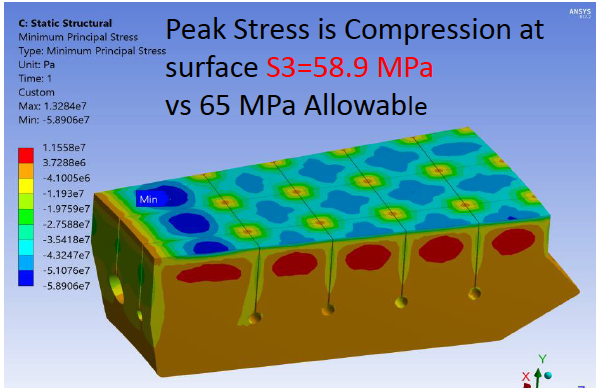 C: Static Structural
Minimum Principal Stress
Type: Minimum Principal Stress
Unit: Pa
Time: 1
Custom
Max: 1.3284e7
Min: -5.8906e7
Peak Stress is Compression at
surface S3=58.9 MPa
vs 65 MPa Allowable
ANSYS
1.1558e7
3.7288e6
-4.1005e6
-1.193e7
-1.9759e7
-2.7588e7
-3.5418e7
-4.3247e7
-5.1076e7
-5.8906e7
Min
Y
X